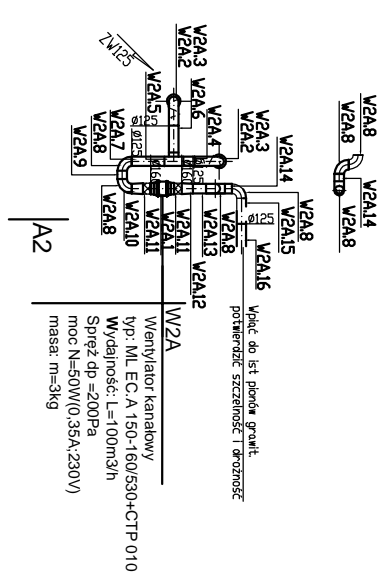 W2A.8
W2A.8
W2A.14
W2A.8
W2A.3
W2A.2
W2A.6
ZW125
W2A.5
Ø125
Ø125
W2A.4
W2A.3
W2A.2
W2A.7
W2A.8
W2A.9
W2A.14
W2A.8
Ø125
W2A.15
W2A.16
W2A.8
W2A.10
W2A.11
W2A.1
W2A.11
W2A.13
W2A.8
W2A.12
Wpiąć do ist pionów grawit.
potwierdzić szczelność i drożność
A2
W2A
Wentylator kanałowy
typ: ML EC.A 150-160/530+CTP 010
Wydajność: L=100m3/h
Spręż dp =200Pa
moc N=50W(0,35A;230V)
masa: m=3kg